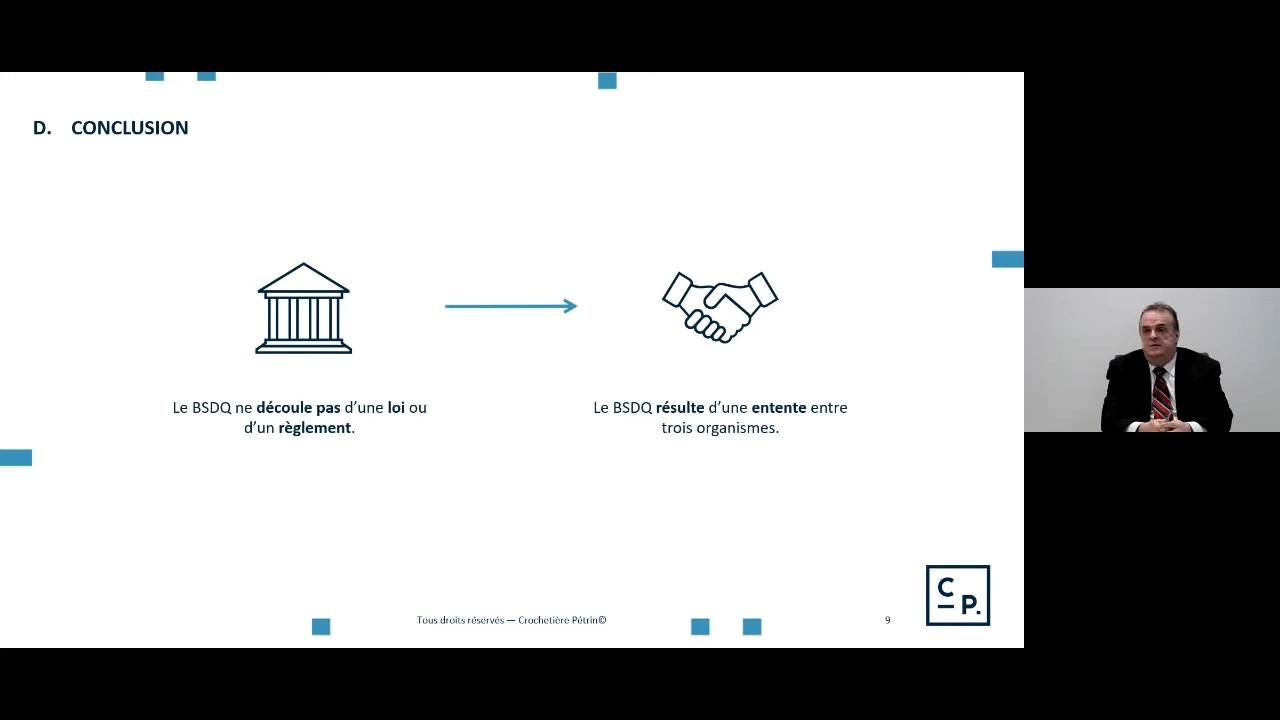 D. CONCLUSION
Le BSDQ ne découle pas d’une loi ou
d’un règlement.
Le BSDQ résulte d’une entente entre
trois organismes.
Tous droits réservés — Crochetière Pétrin©
9
C
P.